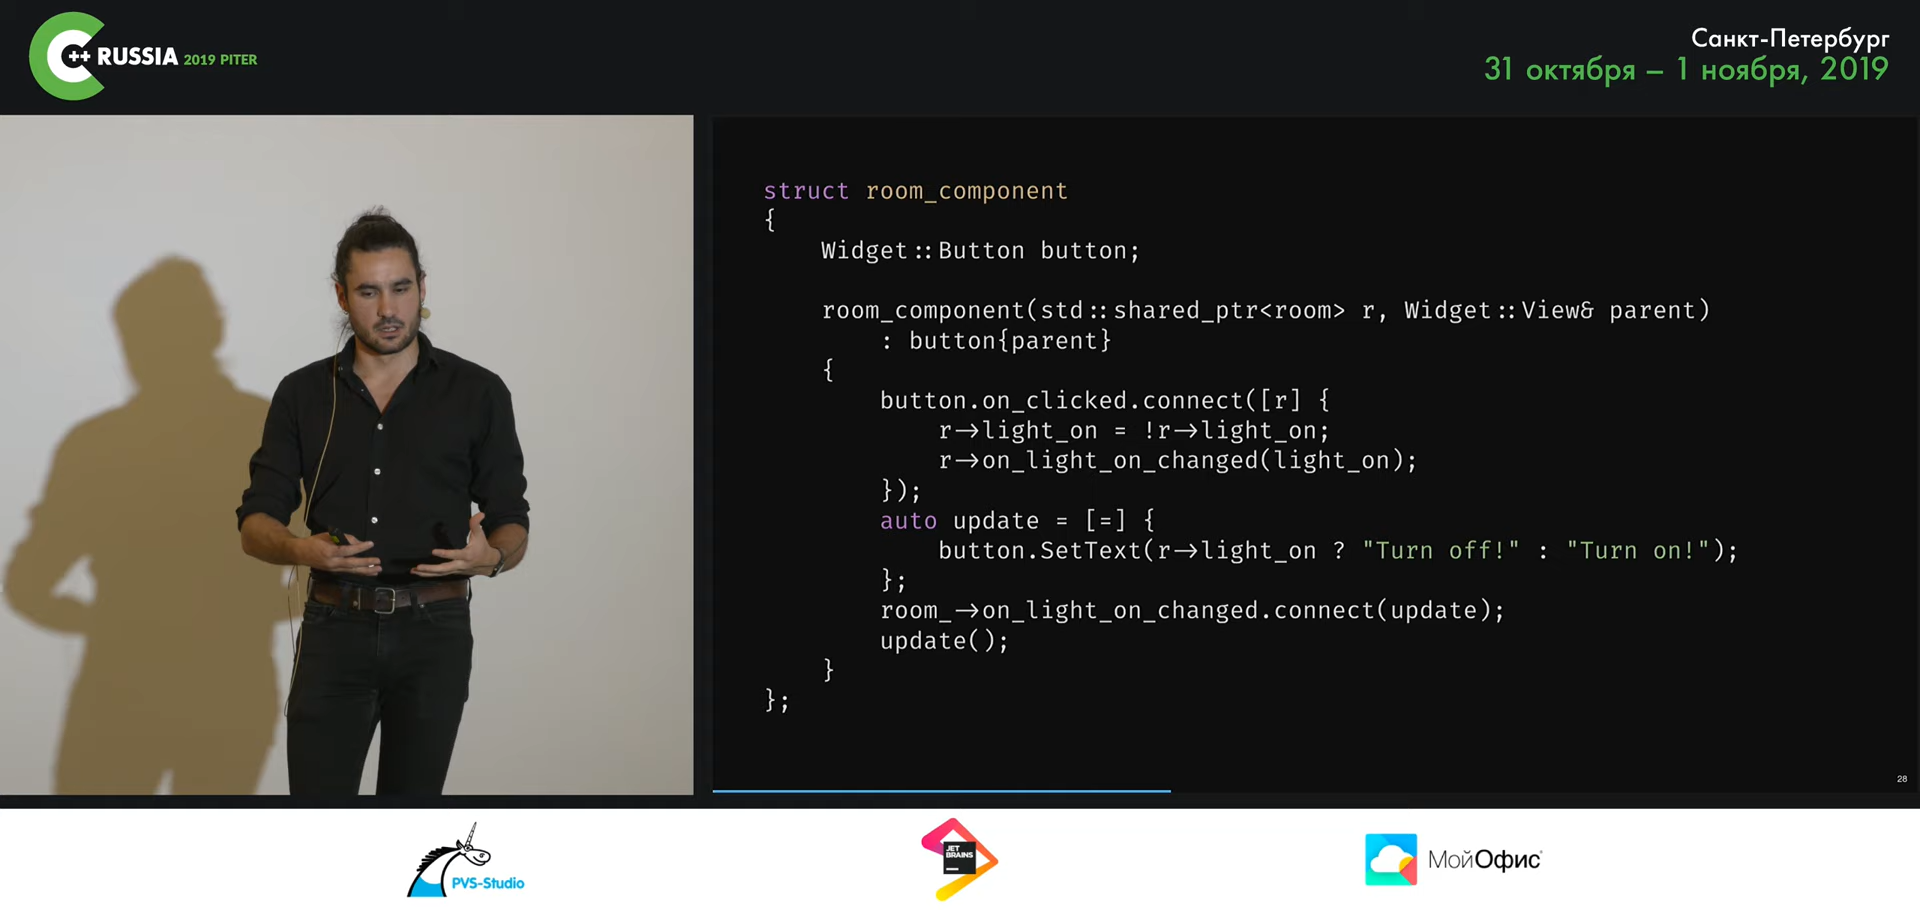 C++ RUSSIA 2019 PITER
Санкт-Петербург
31 октября – 1 ноября, 2019
struct room_component
{
    Widget::Button button;

    room_component(std::shared_ptr<room> r, Widget::View& parent)
        : button{parent}
    {
        button.on_clicked.connect([r] {
            r->light_on = !r->light_on;
            r->on_light_on_changed(light_on);
        });
        auto update = [=] {
            button.SetText(r->light_on ? "Turn off!" : "Turn on!");
        };
        room_->on_light_on_changed.connect(update);
        update();
    }
};
28
PVS-Studio
JET
BRAINS
МойОфис